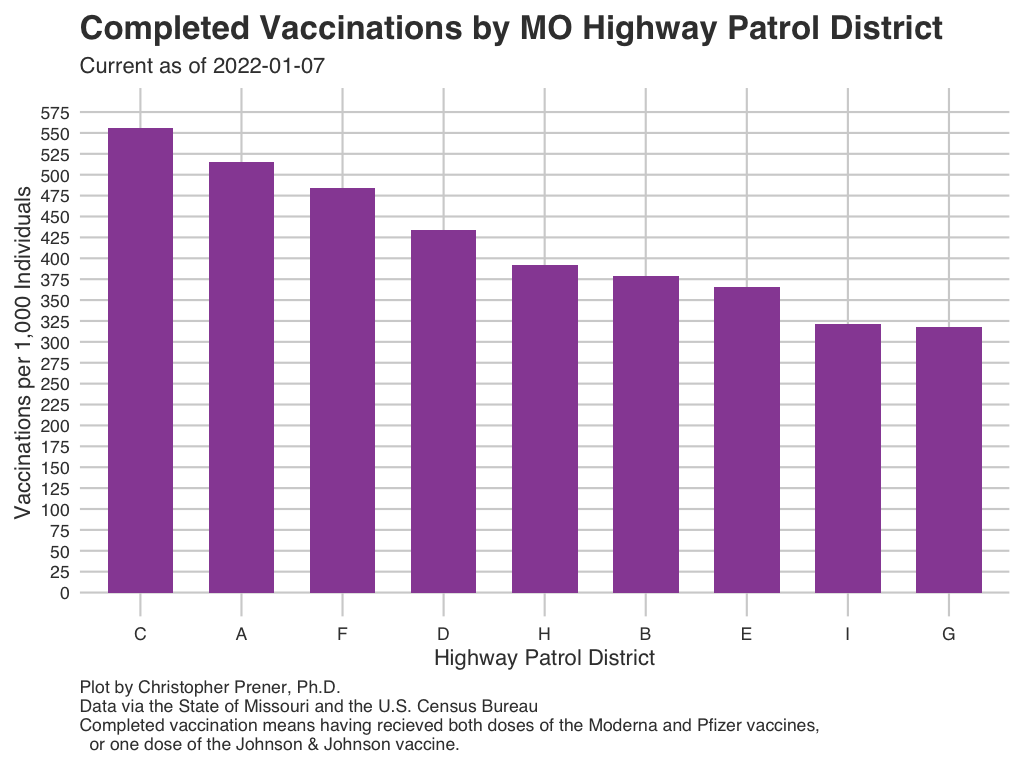 Completed Vaccinations by MO Highway Patrol District
Current as of 2022-01-07
Vaccinations per 1,000 Individuals
575
550
525
500
475
450
425
400
375
350
325
300
275
250
225
200
175
150
125
100
75
50
25
0
C A F D H B E I G
Highway Patrol District
Plot by Christopher Prener, Ph.D.
Data via the State of Missouri and the U.S. Census Bureau
Completed vaccination means having recieved both doses of the Moderna and Pfizer vaccines,
or one dose of the Johnson & Johnson vaccine.